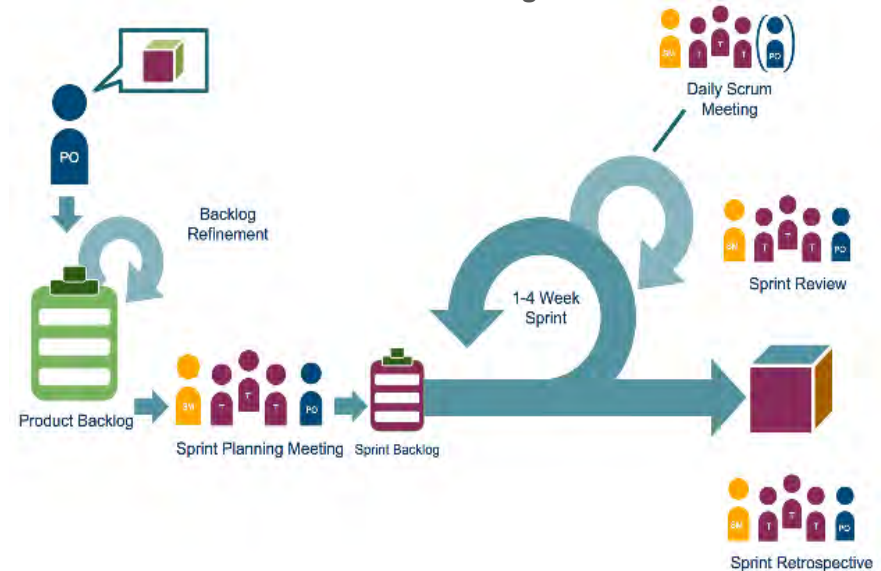 SM
T
T
T
PO
Daily Scrum
Meeting
PO
Backlog
Refinement
SM
T
T
T
PO
Sprint Review
1-4 Week
Sprint
Product Backlog
SM
T
T
T
PO
Sprint Planning Meeting
Sprint Backlog
SM
T
T
T
PO
Sprint Retrospective